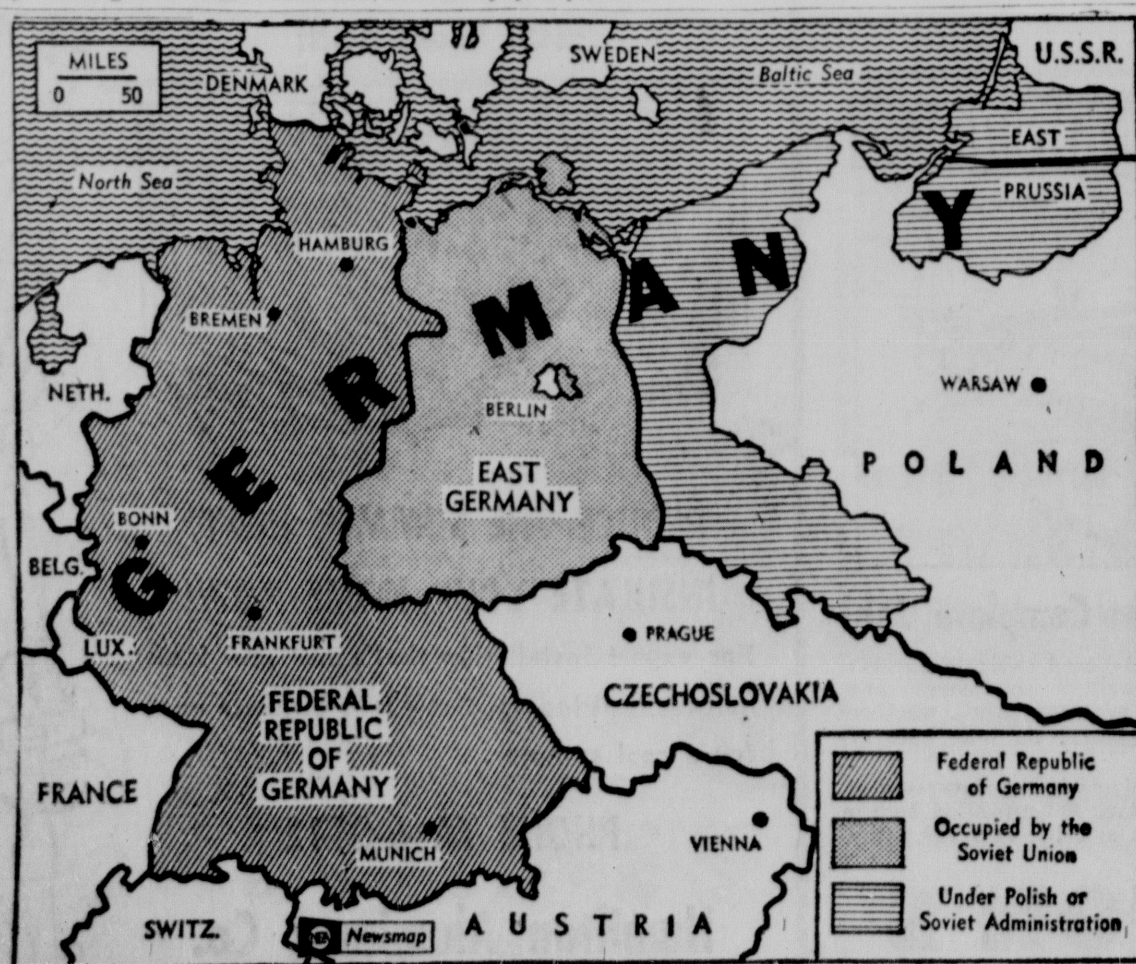 MILES
0 50
DENMARK
SWEDEN
Baltic Sea
U.S.S.R.
North Sea
EAST
PRUSSIA
HAMBURG
BREMEN
NETH.
BERLIN
WARSAW
POLAND
EAST
GERMANY
GERMANY
BONN
BELG.
LUX.
FRANKFURT
PRAGUE
CZECHOSLOVAKIA
FEDERAL
REPUBLIC
OF
GERMANY
FRANCE
MUNICH
VIENNA
SWITZ.
AUSTRIA
NEA Newsmap
Federal Republic
of Germany
Occupied by the
Soviet Union
Under Polish or
Soviet Administration